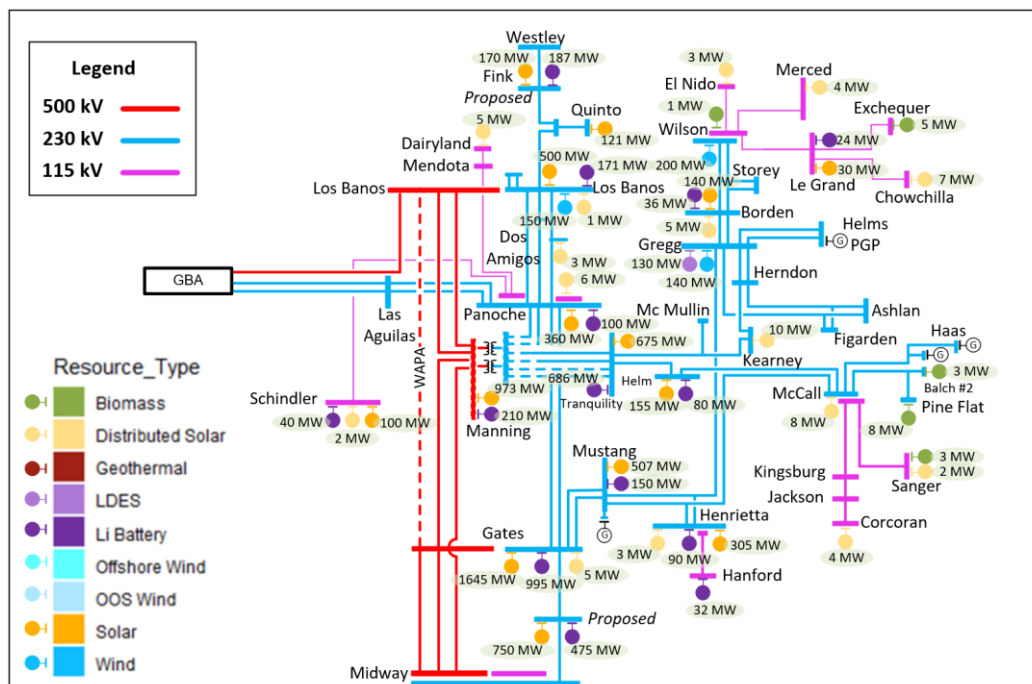 Legend
500 kV
230 kV
115 kV
Westley
170 MW
187 MW
Fink
Proposed
Quinto
121 MW
5 MW
Dairyland
Mendota
500 MW
171 MW
Los Banos
Los Banos
150 MW
1 MW
Dos
Amigos
3 MW
6 MW
GBA
Las
Aguilas
Panoche
360 MW
100 MW
WAPA
3 MW
El Nido
1 MW
Wilson
Merced
4 MW
Exchequer
5 MW
24 MW
30 MW
Le Grand
7 MW
Chowchilla
200 MW
140 MW
Storey
36 MW
Borden
5 MW
Gregg
130 MW
140 MW
Helms
PGP
G
Herndon
Ashlan
Figarden
Mc Mullin
10 MW
Kearney
675 MW
686 MW
Tranquility
Helm
155 MW
80 MW
973 MW
210 MW
Manning
Haas
G
G
3 MW
Balch #2
McCall
8 MW
Pine Flat
8 MW
3 MW
2 MW
Sanger
Kingsburg
Jackson
Corcoran
4 MW
Schindler
40 MW
2 MW
100 MW
Mustang
507 MW
150 MW
G
Henrietta
3 MW
90 MW
305 MW
Hanford
32 MW
Gates
1645 MW
995 MW
5 MW
Proposed
750 MW
475 MW
Midway
Resource_Type
Biomass
Distributed Solar
Geothermal
LDES
Li Battery
Offshore Wind
OOS Wind
Solar
Wind